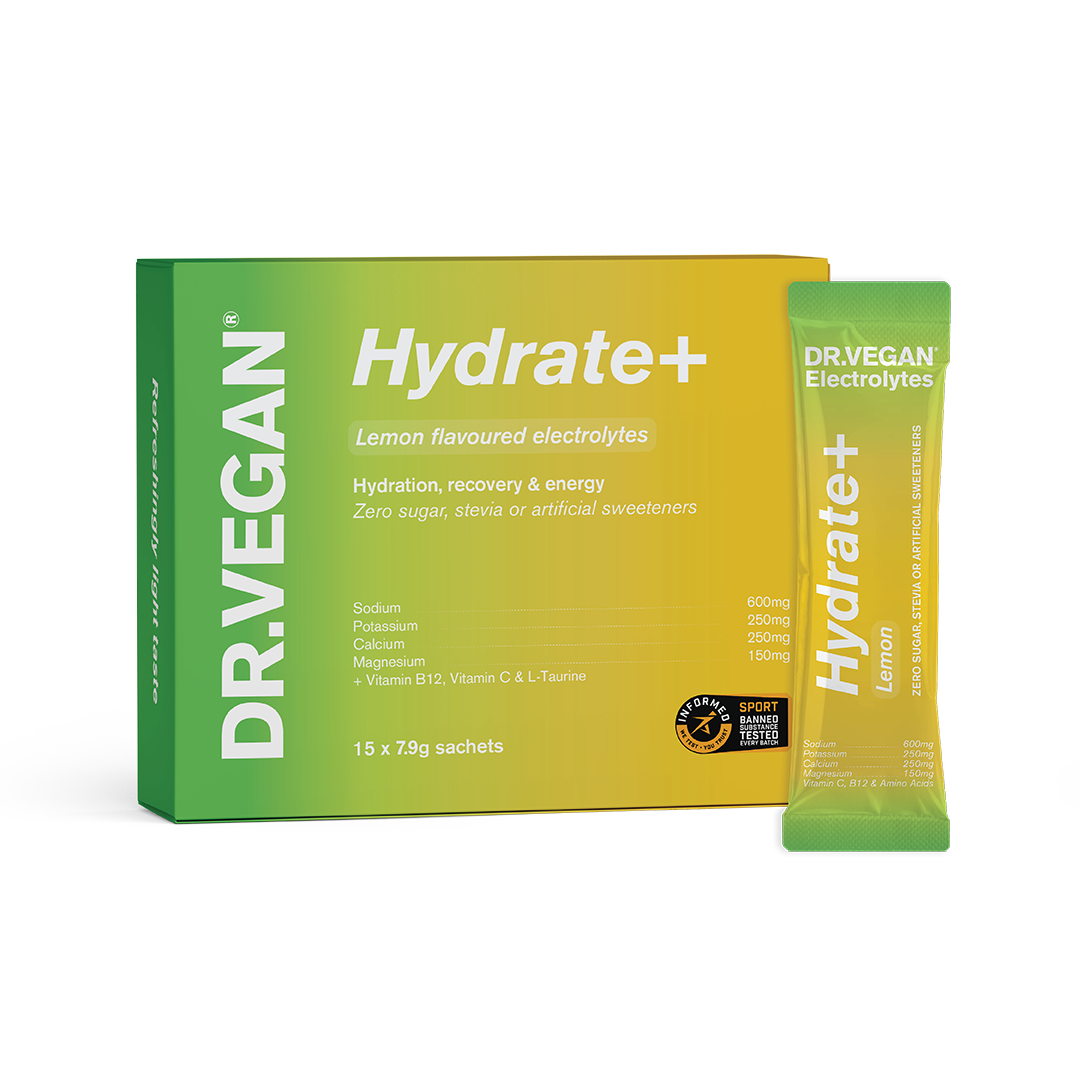 Refreshingly light taste
DR.VEGAN®
Hydrate+
Lemon flavoured electrolytes
Hydration, recovery & energy
Zero sugar, stevia or artificial sweeteners
Sodium 600mg
Potassium 250mg
Calcium 250mg
Magnesium 150mg
+ Vitamin B12, Vitamin C & L-Taurine
15 x 7.9g sachets
INFORMED
WE TEST • YOU TRUST
SPORT
BANNED
SUBSTANCE
TESTED
EVERY BATCH
DR.VEGAN®
Electrolytes
Hydrate+
Lemon
ZERO SUGAR, STEVIA OR ARTIFICIAL SWEETENERS
Sodium 600mg
Potassium 250mg
Calcium 250mg
Magnesium 150mg
Vitamin C, B12 & Amino Acids